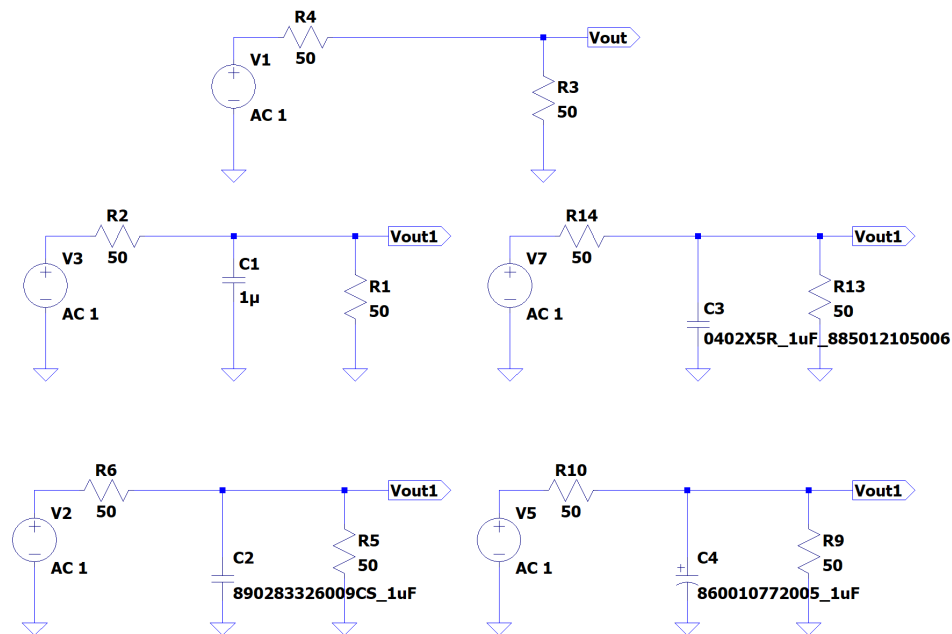 R4
50
V1
AC 1
Vout
R3
50
R2
50
V3
AC 1
C1
1µ
Vout1
R1
50
R14
50
V7
AC 1
C3
0402X5R_1uF_885012105006
Vout1
R13
50
R6
50
V2
AC 1
C2
890283326009CS_1uF
Vout1
R5
50
R10
50
V5
AC 1
C4
860010772005_1uF
Vout1
R9
50